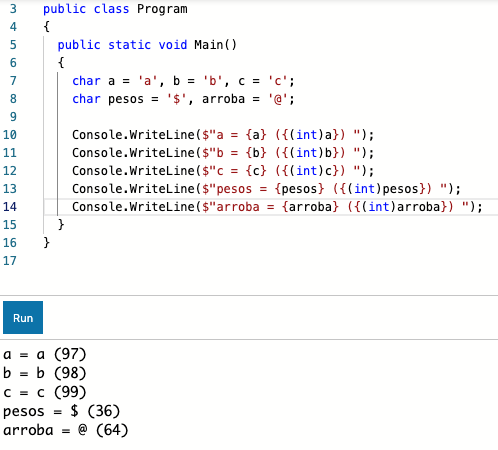 3 public class Program
4 {
5 public static void Main()
6 {
7 char a = 'a', b = 'b', c = 'c';
8 char pesos = '$', arroba = '@';
9
10 Console.WriteLine($"a = {a} ({(int)a}) ");
11 Console.WriteLine($"b = {b} ({(int)b}) ");
12 Console.WriteLine($"c = {c} ({(int)c}) ");
13 Console.WriteLine($"pesos = {pesos} ({(int)pesos}) ");
14 Console.WriteLine($"arroba = {arroba} ({(int)arroba}) ");
15 }
16 }
17
Run
a = a (97)
b = b (98)
c = c (99)
pesos = $ (36)
arroba = @ (64)